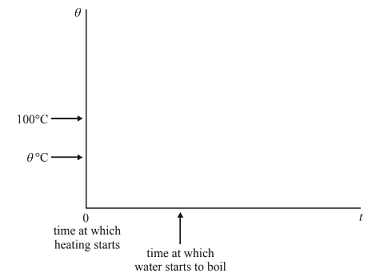 θ
100°C
θ °C
0
t
time at which
heating starts
time at which
water starts to boil